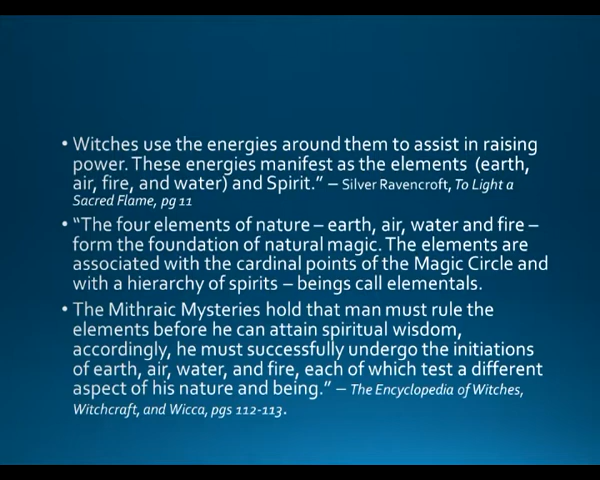 • Witches use the energies around them to assist in raising
power. These energies manifest as the elements (earth,
air, fire, and water) and Spirit.” – Silver Ravencroft, To Light a
Sacred Flame, pg 11
• “The four elements of nature – earth, air, water and fire –
form the foundation of natural magic. The elements are
associated with the cardinal points of the Magic Circle and
with a hierarchy of spirits – beings call elementals.
• The Mithraic Mysteries hold that man must rule the
elements before he can attain spiritual wisdom,
accordingly, he must successfully undergo the initiations
of earth, air, water, and fire, each of which test a different
aspect of his nature and being.” – The Encyclopedia of Witches,
Witchcraft, and Wicca, pgs 112-113.